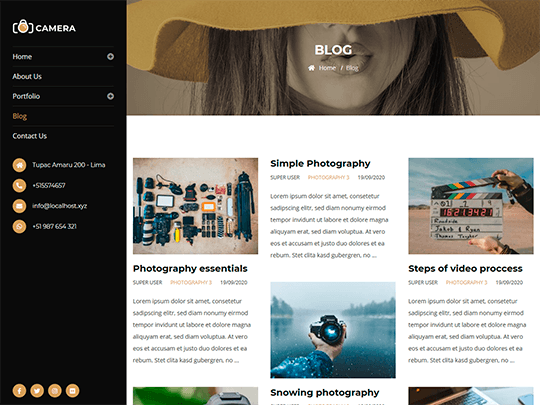 CAMERA
Home
About Us
Portfolio
Blog
Contact Us
Tupac Amaru 200 - Lima
+515574657
info@localhost.xyz
+51 987 654 321
BLOG
Home / Blog
Photography essentials
SUPER USER PHOTOGRAPHY 3 19/09/2020
Lorem ipsum dolor sit amet, consetetur
sadipscing elitr, sed diam nonumy
eirmod tempor invidunt ut labore et
dolore magna aliquyam erat, sed diam
voluptua. At vero eos et accusam et
justo duo dolores et ea
rebum. Stet clita kasd gubergren, no ...
Simple Photography
SUPER USER PHOTOGRAPHY 3 19/09/2020
Lorem ipsum dolor sit amet, consetetur
sadipscing elitr, sed diam nonumy
eirmod tempor invidunt ut labore et
dolore magna aliquyam erat, sed diam voluptua. At vero
eos et accusam et justo duo dolores et ea rebum.
Stet clita kasd gubergren, no ...
Snowing photography
Roadside
Jake & Ryan
Thomas Taylor
Steps of video proccess
SUPER USER PHOTOGRAPHY 3 19/09/2020
Lorem ipsum dolor sit amet, consetetur
sadipscing elitr, sed diam nonumy
eirmod tempor invidunt ut labore et
dolore magna aliquyam erat, sed diam voluptua. At vero
eos et accusam et justo duo dolores et ea
rebum. Stet clita kasd gubergren, no ...